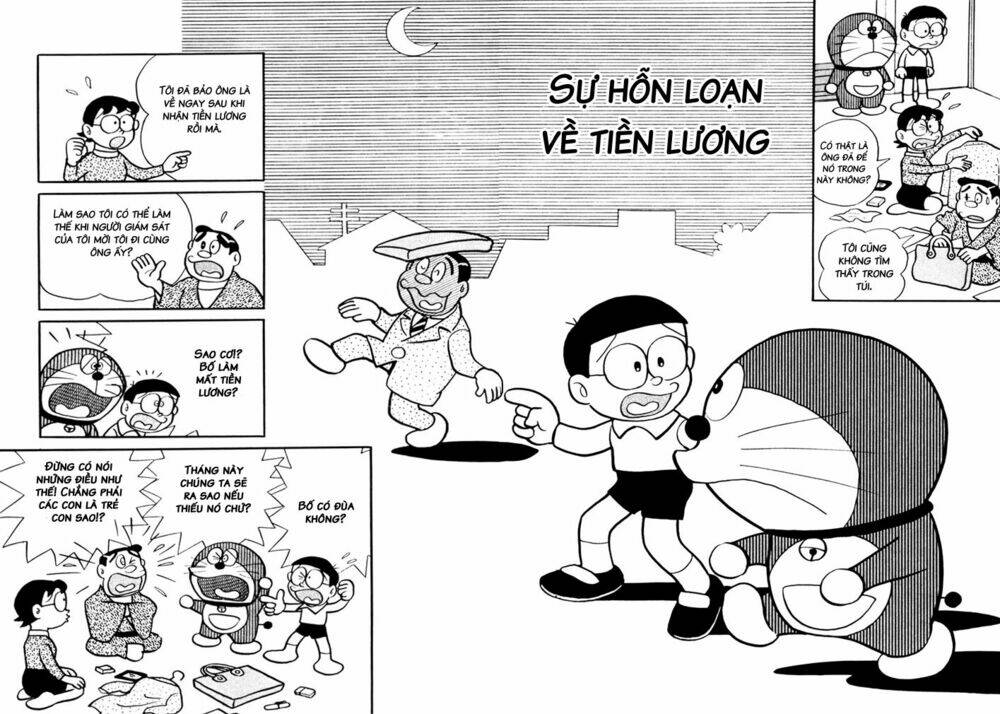 SỰ HỖN LOẠN
VỀ TIỀN LƯƠNG
CÓ THẬT LÀ
ÔNG ĐÃ ĐỂ
NÓ TRONG
NÀY KHÔNG?
TÔI CŨNG
KHÔNG TÌM
THẤY TRONG
TÚI.
TÔI ĐÃ BẢO ÔNG LÀ
VỀ NGAY SAU KHI
NHẬN TIỀN LƯƠNG
RỒI MÀ.
LÀM SAO TÔI CÓ THỂ LÀM
THẾ KHI NGƯỜI GIÁM SÁT
CỦA TÔI MỜI TÔI ĐI CÙNG
ÔNG ẤY?
SAO CƠ!?
BỐ LÀM
MẤT TIỀN
LƯƠNG?
ĐỪNG CÓ NÓI
NHỮNG ĐIỀU NHƯ
THẾ! CHẲNG PHẢI
CÁC CON LÀ TRẺ
CON SAO!?
THÁNG NÀY
CHÚNG TA SẼ
RA SAO NẾU
THIẾU NÓ CHỨ?
BỐ CÓ ĐÙA
KHÔNG?